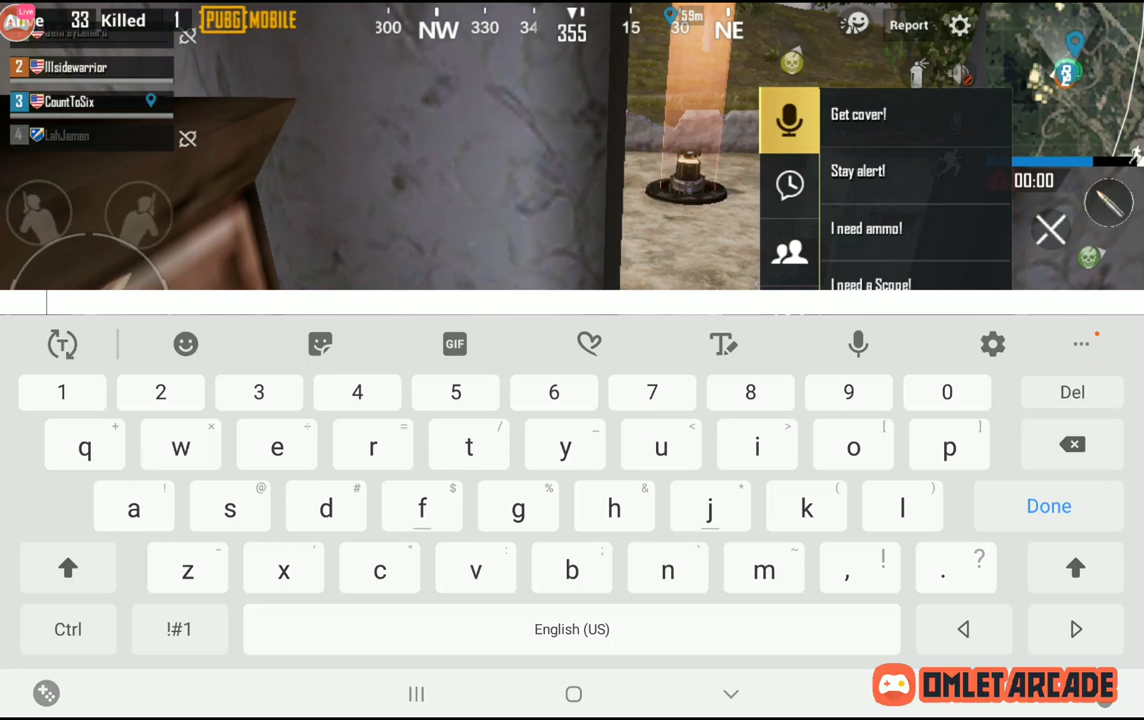 Live
Alive 33 Killed 1
PUBG MOBILE
300 NW 330 34 355 15 30 NE
59m
Report
2 Illsidewarrior
3 CountToSix
4 LahJemen
Get cover!
Stay alert!
I need ammo!
I need a Scope!
00:00
T GIF T
1 2 3 4 5 6 7 8 9 0 Del
q + w × e ÷ r = t / y _ u < i > o [ p ]
a ! s @ d # f $ g % h & j * k ( l ) Done
z - x ' c " v : b ; n ` m ~ , ! . ?
Ctrl !#1 English (US)
OMLET ARCADE